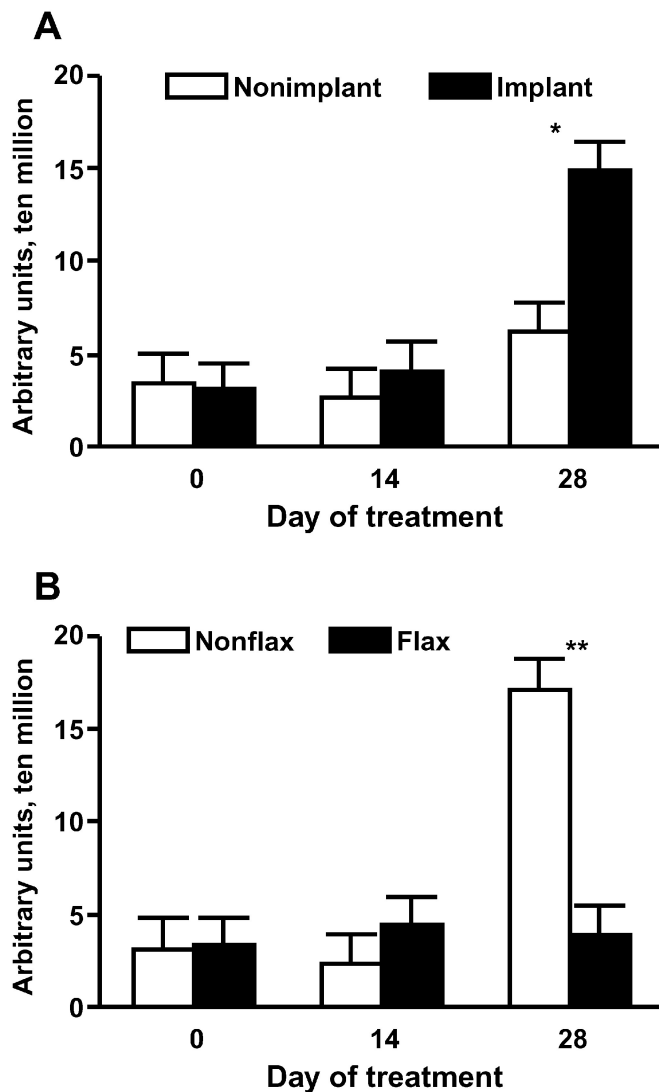 A
Arbitrary units, ten million
20
15
10
5
0
Nonimplant Implant
*
0 14 28
Day of treatment
B
Arbitrary units, ten million
20
15
10
5
0
Nonflax Flax
**
0 14 28
Day of treatment